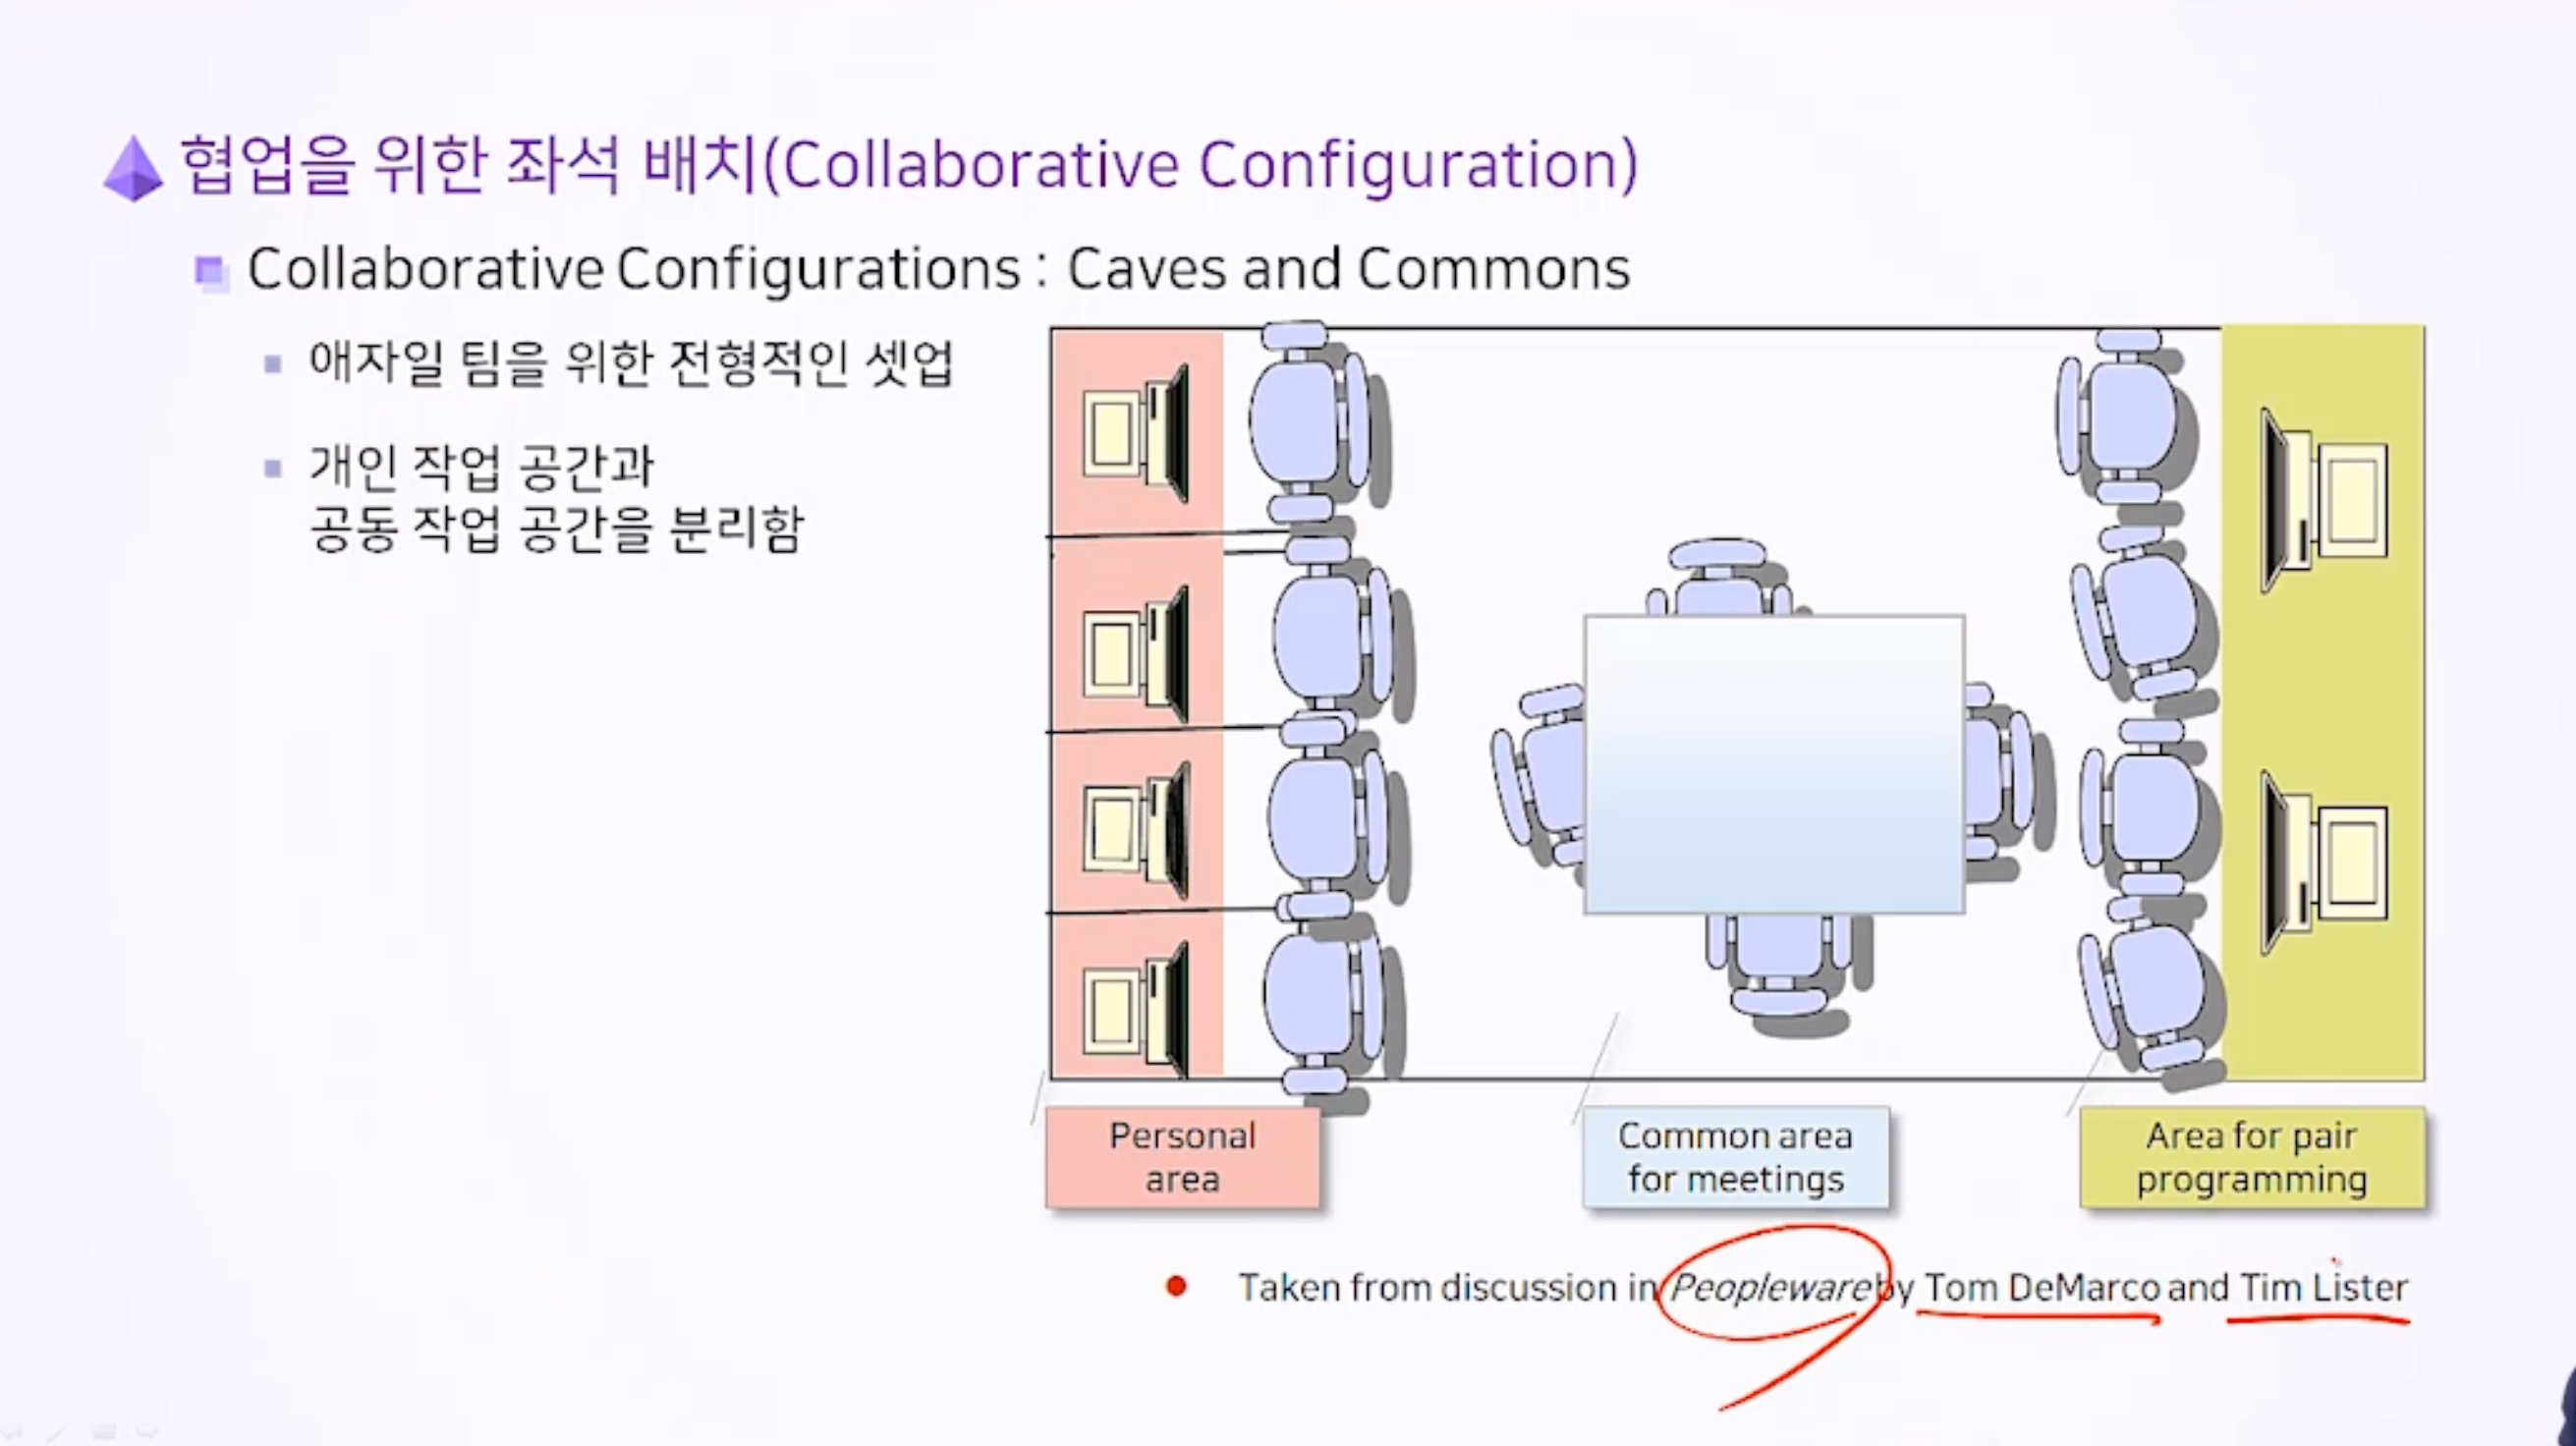 협업을 위한 좌석 배치(Collaborative Configuration)
Collaborative Configurations : Caves and Commons
애자일 팀을 위한 전형적인 셋업
개인 작업 공간과
공동 작업 공간을 분리함
Personal
area
Common area
for meetings
Area for pair
programming
Taken from discussion in Peopleware by Tom DeMarco and Tim Lister